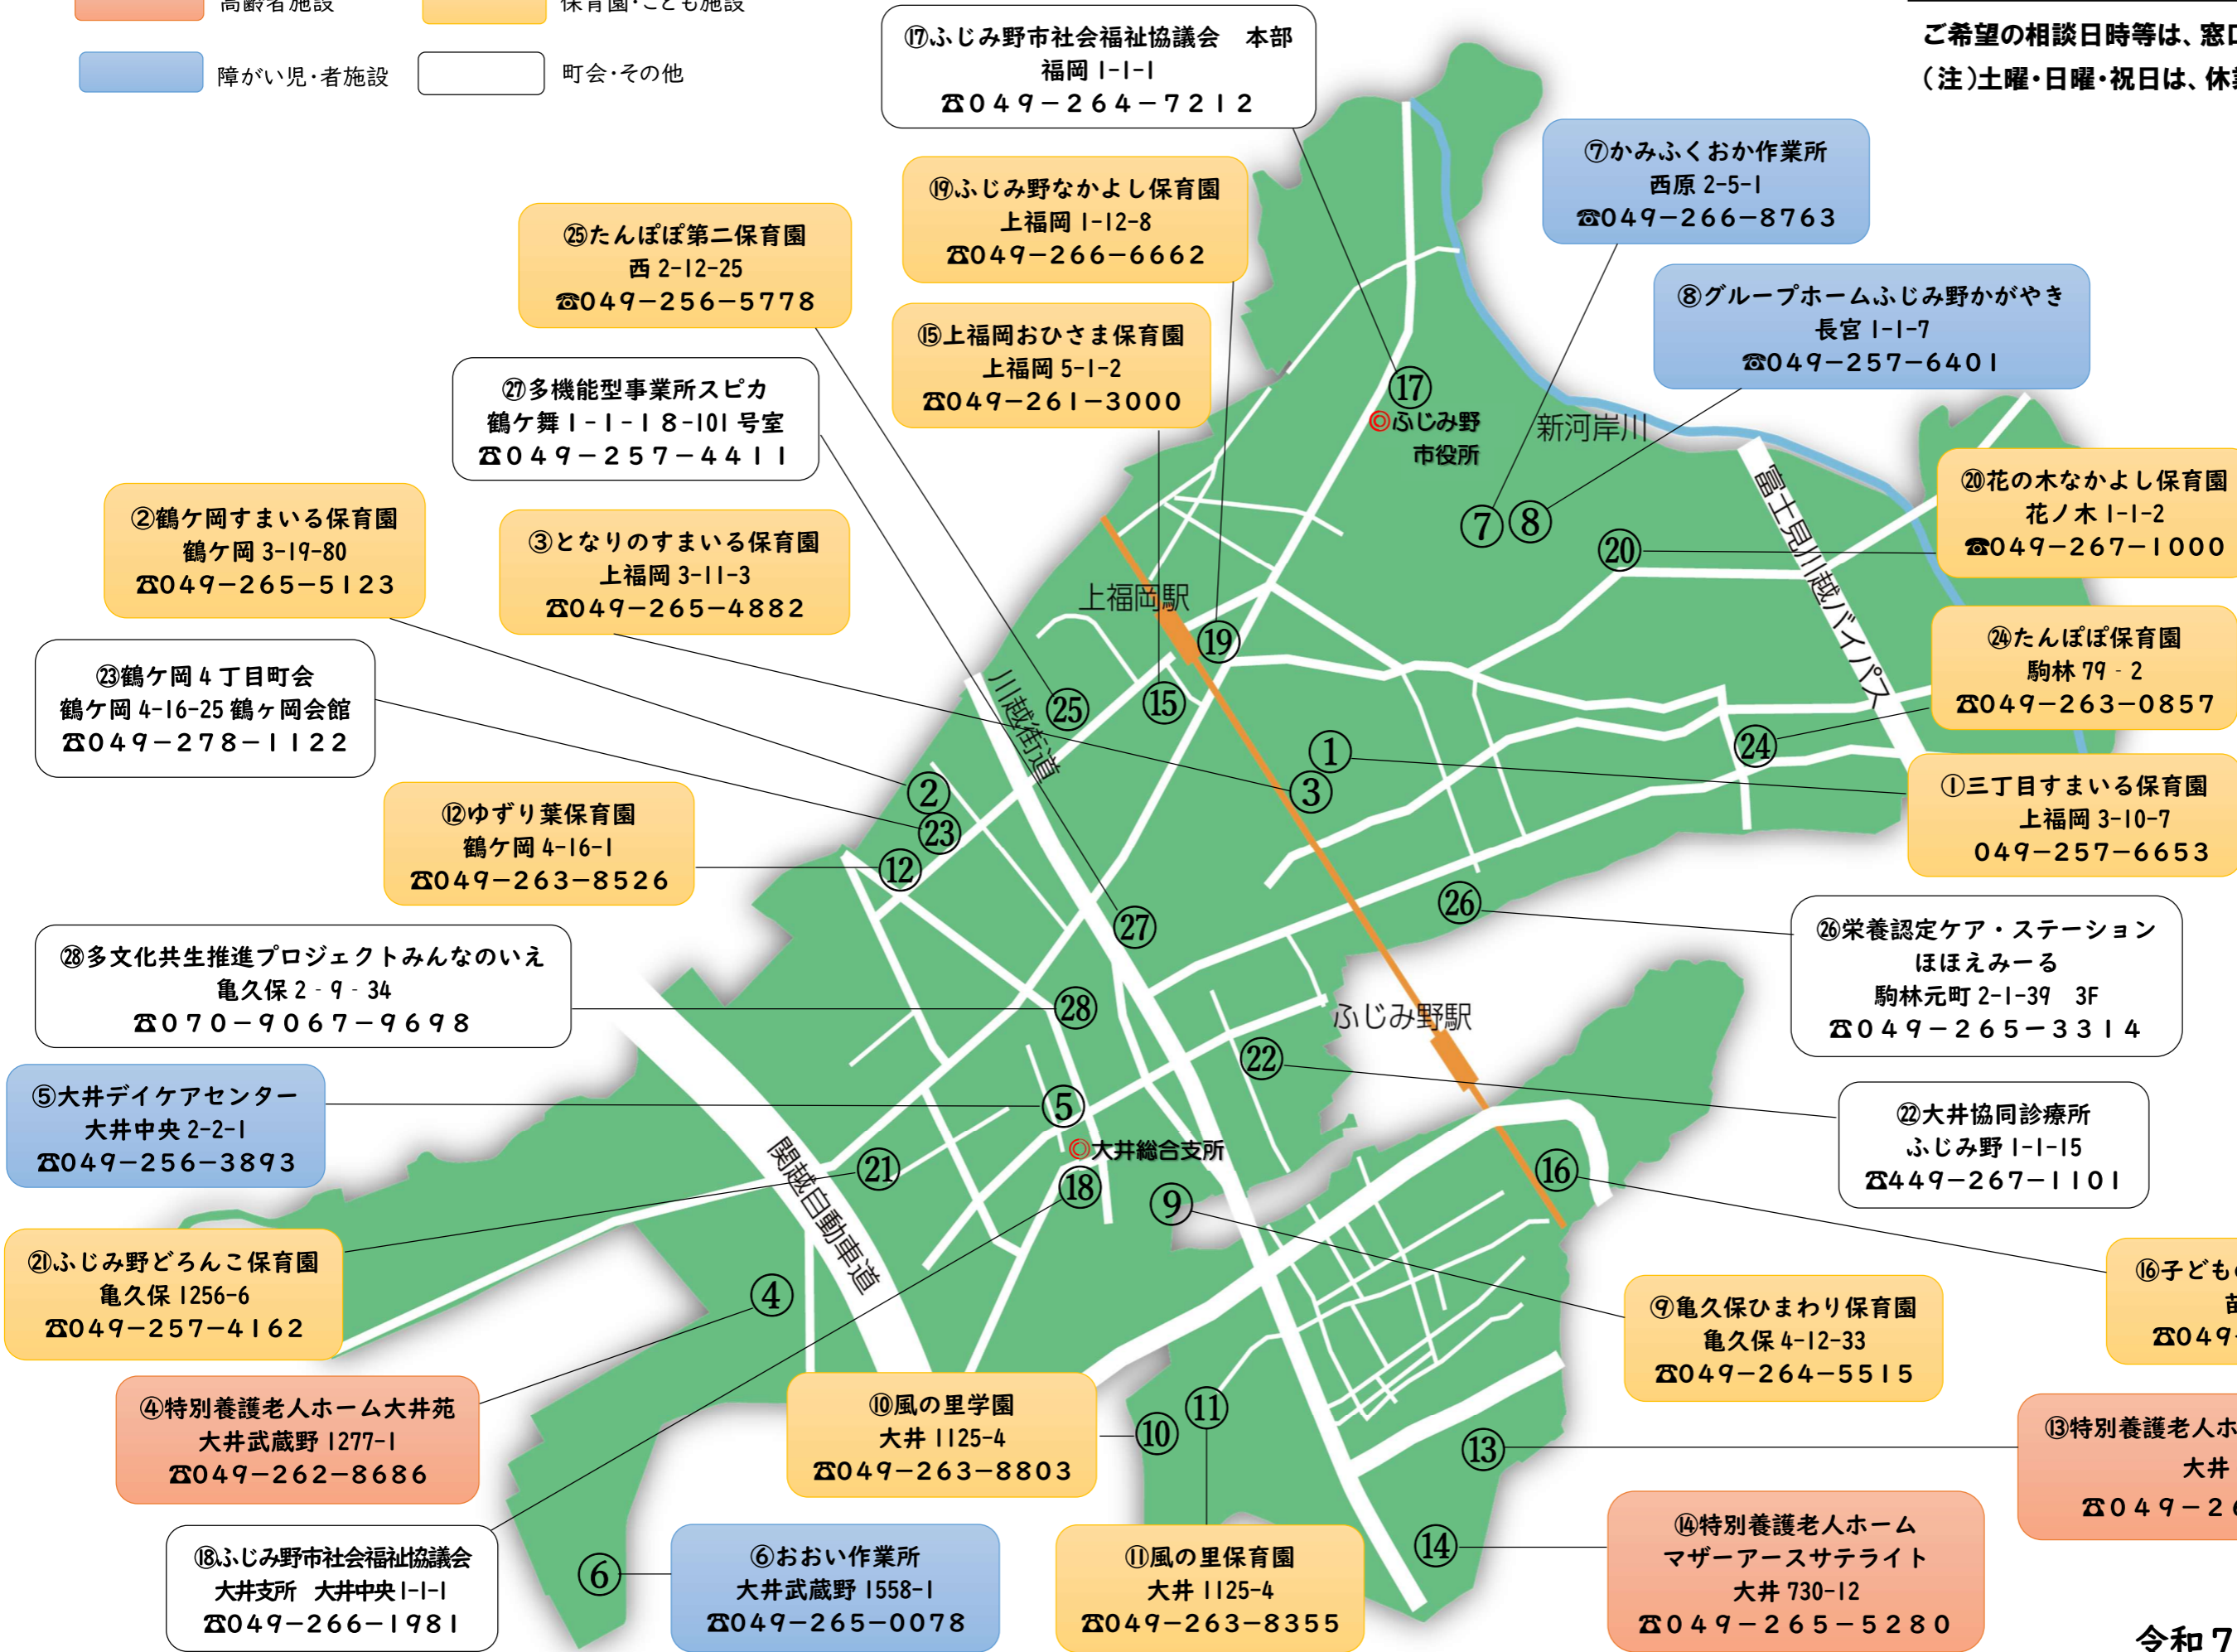 高齢者施設
保育園・こども施設
障がい児・者施設
町会・その他
ご希望の相談日時等は、窓口
(注)土曜・日曜・祝日は、休業
⑰ふじみ野市社会福祉協議会　本部
福岡 1-1-1
☎049-264-7212
⑦かみふくおか作業所
西原 2-5-1
☎049-266-8763
⑲ふじみ野なかよし保育園
上福岡 1-12-8
☎049-266-6662
㉕たんぽぽ第二保育園
西 2-12-25
☎049-256-5778
⑧グループホームふじみ野かがやき
長宮 1-1-7
☎049-257-6401
⑮上福岡おひさま保育園
上福岡 5-1-2
☎049-261-3000
㉗多機能型事業所スピカ
鶴ケ舞 1-1-18-101 号室
☎049-257-4411
⑳花の木なかよし保育園
花ノ木 1-1-2
☎049-267-1000
②鶴ケ岡すまいる保育園
鶴ケ岡 3-19-80
☎049-265-5123
③となりのすまいる保育園
上福岡 3-11-3
☎049-265-4882
㉔たんぽぽ保育園
駒林 79‐2
☎049-263-0857
㉓鶴ケ岡 4 丁目町会
鶴ケ岡 4-16-25 鶴ヶ岡会館
☎049-278-1122
①三丁目すまいる保育園
上福岡 3-10-7
049-257-6653
⑫ゆずり葉保育園
鶴ケ岡 4-16-1
☎049-263-8526
㉖栄養認定ケア・ステーション
ほほえみーる
駒林元町 2-1-39　3F
☎049-265-3314
㉘多文化共生推進プロジェクトみんなのいえ
亀久保 2‐9‐34
☎070-9067-9698
⑤大井デイケアセンター
大井中央 2-2-1
☎049-256-3893
㉒大井協同診療所
ふじみ野 1-1-15
☎449-267-1101
㉑ふじみ野どろんこ保育園
亀久保 1256-6
☎049-257-4162
⑯子どもの
苗
☎049-
⑨亀久保ひまわり保育園
亀久保 4-12-33
☎049-264-5515
④特別養護老人ホーム大井苑
大井武蔵野 1277-1
☎049-262-8686
⑩風の里学園
大井 1125-4
☎049-263-8803
⑬特別養護老人ホ
大井
☎049-26
⑱ふじみ野市社会福祉協議会
大井支所　大井中央 1-1-1
☎049-266-1981
⑥おおい作業所
大井武蔵野 1558-1
☎049-265-0078
⑪風の里保育園
大井 1125-4
☎049-263-8355
⑭特別養護老人ホーム
マザーアースサテライト
大井 730-12
☎049-265-5280
令和7
⑰
◎ふじみ野
市役所
新河岸川
⑦
⑧
⑳
富士見川越バイパス
上福岡駅
⑲
⑮
㉕
川越街道
①
③
㉔
②
㉓
⑫
㉗
㉖
㉘
ふじみ野駅
㉒
⑤
◎大井総合支所
⑱
⑨
⑯
㉑
関越自動車道
④
⑪
⑩
⑬
⑭
⑥